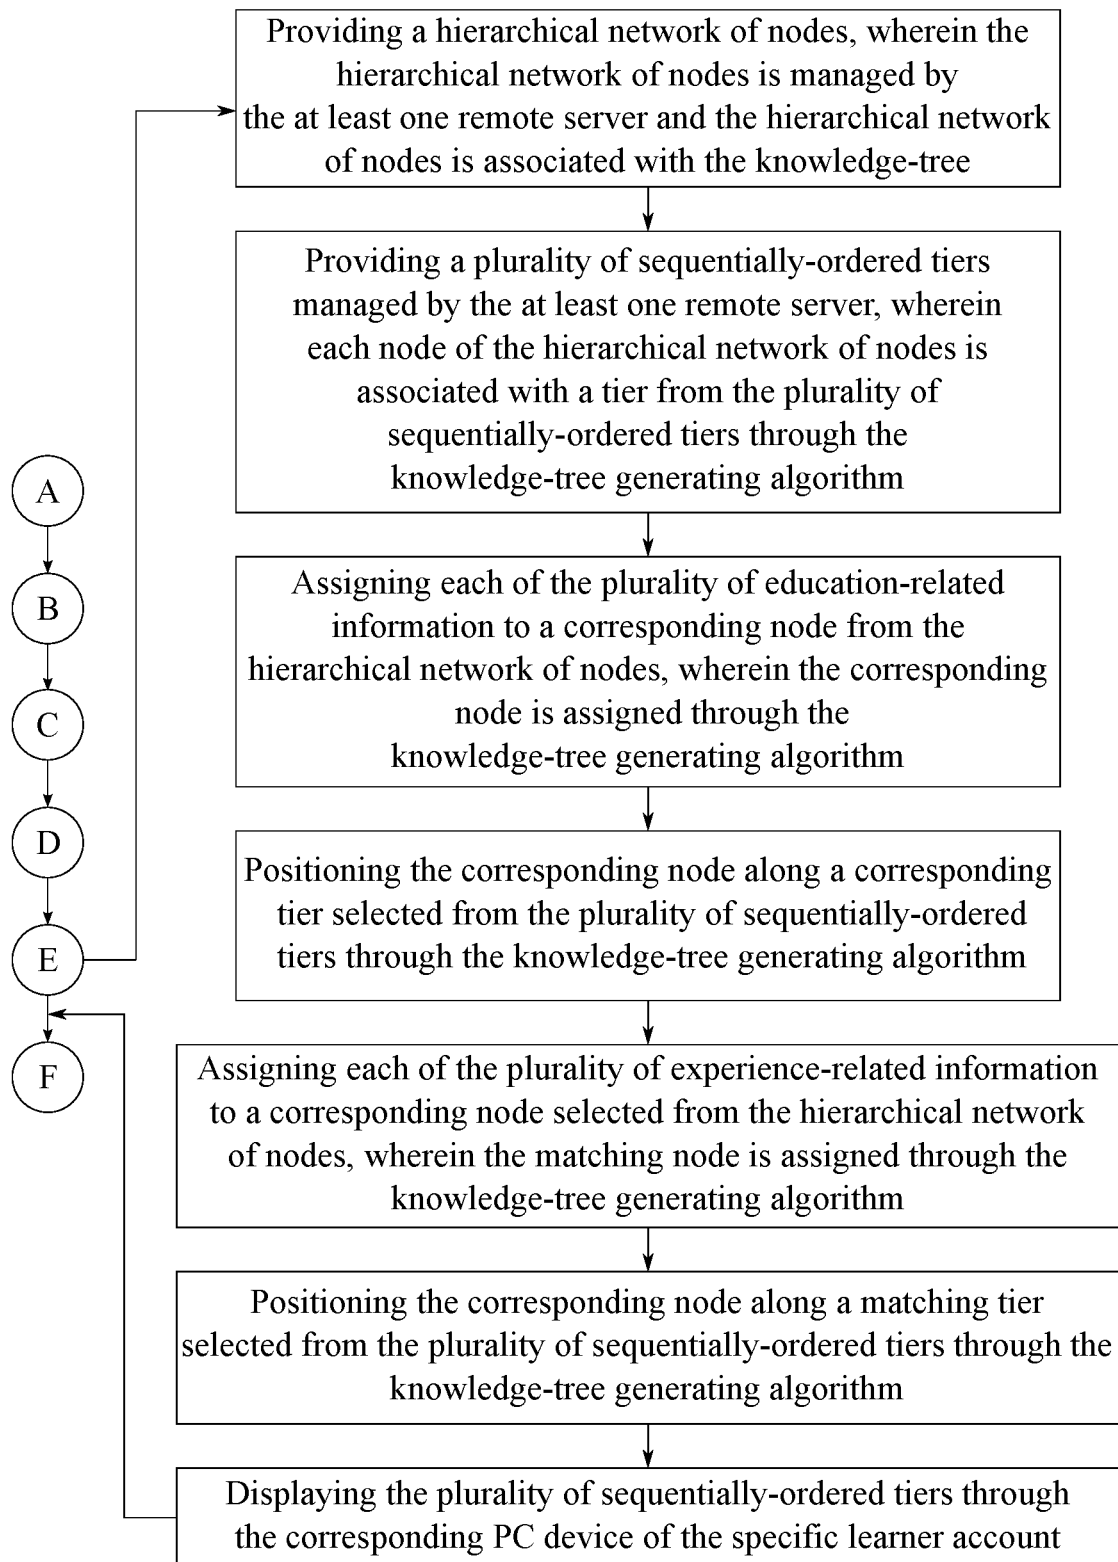 Providing a hierarchical network of nodes, wherein the
hierarchical network of nodes is managed by
the at least one remote server and the hierarchical network
of nodes is associated with the knowledge-tree
Providing a plurality of sequentially-ordered tiers
managed by the at least one remote server, wherein
each node of the hierarchical network of nodes is
associated with a tier from the plurality of
sequentially-ordered tiers through the
knowledge-tree generating algorithm
A
B
C
D
E
F
Assigning each of the plurality of education-related
information to a corresponding node from the
hierarchical network of nodes, wherein the corresponding
node is assigned through the
knowledge-tree generating algorithm
Positioning the corresponding node along a corresponding
tier selected from the plurality of sequentially-ordered
tiers through the knowledge-tree generating algorithm
Assigning each of the plurality of experience-related information
to a corresponding node selected from the hierarchical network
of nodes, wherein the matching node is assigned through the
knowledge-tree generating algorithm
Positioning the corresponding node along a matching tier
selected from the plurality of sequentially-ordered tiers through the
knowledge-tree generating algorithm
Displaying the plurality of sequentially-ordered tiers through
the corresponding PC device of the specific learner account